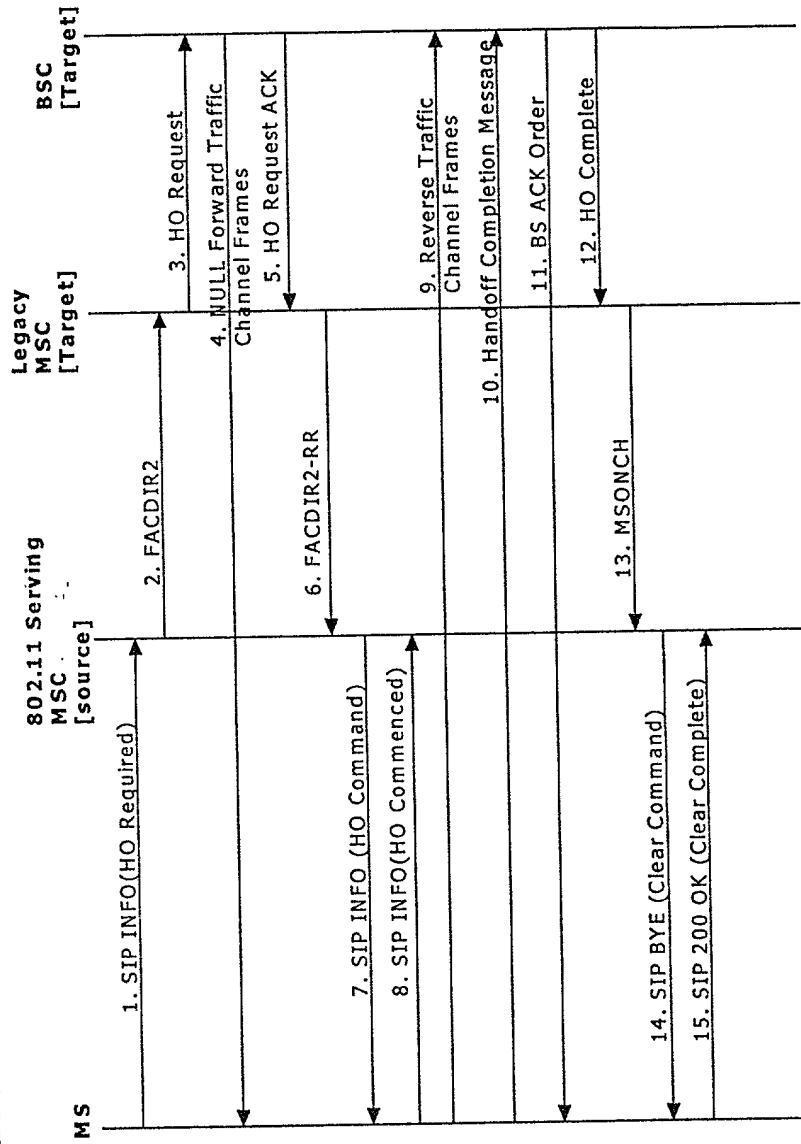 MS
802.11 Serving
MSC
[source]
Legacy
MSC
[Target]
BSC
[Target]
1. SIP INFO(HO Required)
2. FACDIR2
3. HO Request
4. NULL Forward Traffic
Channel Frames
5. HO Request ACK
6. FACDIR2-RR
7. SIP INFO (HO Command)
8. SIP INFO(HO Commenced)
9. Reverse Traffic
Channel Frames
10. Handoff Completion Message
11. BS ACK Order
12. HO Complete
13. MSONCH
14. SIP BYE (Clear Command)
15. SIP 200 OK (Clear Complete)